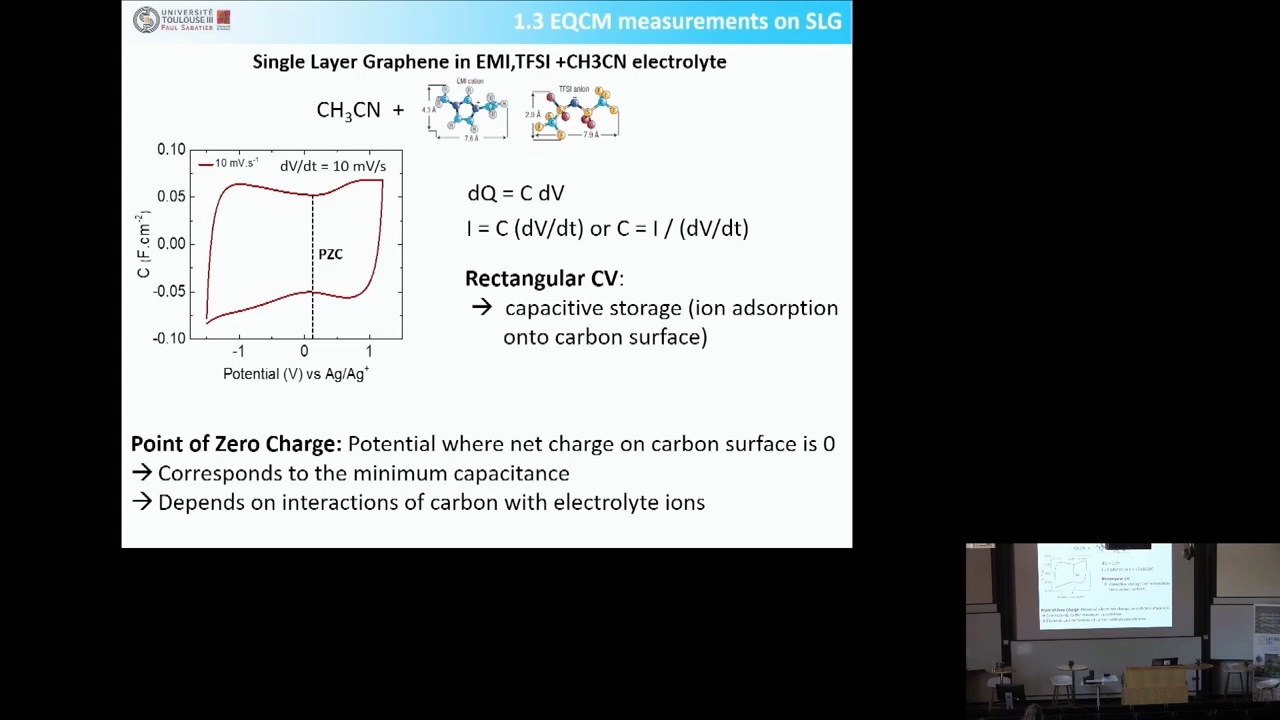 UNIVERSITÉ
TOULOUSE III
PAUL SABATIER
1.3 EQCM measurements on SLG
Single Layer Graphene in EMI,TFSI +CH3CN electrolyte
CH3CN +
EMI cation
4.3 Å
7.6 Å
TFSI anion
2.9 Å
7.9 Å
10 mV.s-1
dV/dt = 10 mV/s
0.10
0.05
0.00
-0.05
-0.10
C (F.cm-2)
PZC
-1 0 1
Potential (V) vs Ag/Ag+
dQ = C dV
I = C (dV/dt) or C = I / (dV/dt)
Rectangular CV:
→ capacitive storage (ion adsorption
onto carbon surface)
Point of Zero Charge: Potential where net charge on carbon surface is 0
→ Corresponds to the minimum capacitance
→ Depends on interactions of carbon with electrolyte ions